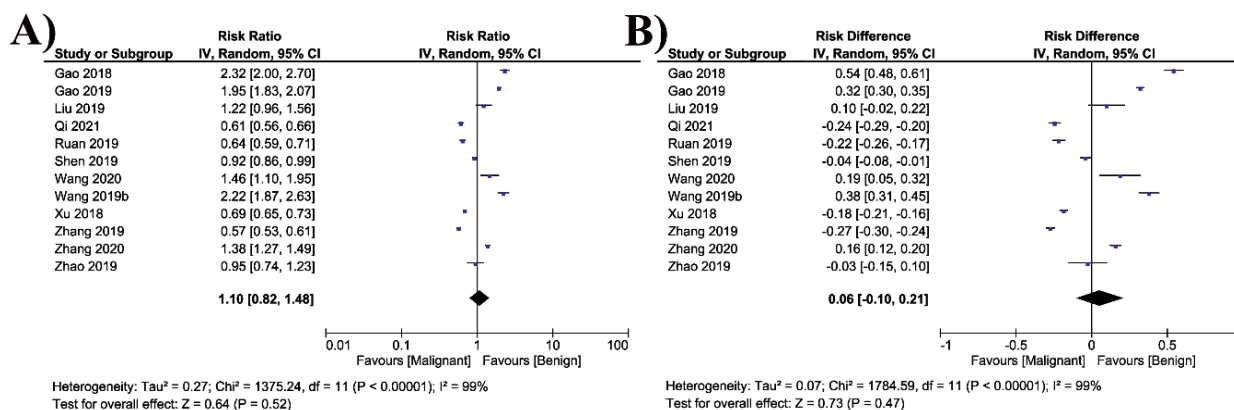 A)
Risk Ratio Risk Ratio
Study or Subgroup IV, Random, 95% CI IV, Random, 95% CI
Gao 2018 2.32 [2.00, 2.70]
Gao 2019 1.95 [1.83, 2.07]
Liu 2019 1.22 [0.96, 1.56]
Qi 2021 0.61 [0.56, 0.66]
Ruan 2019 0.64 [0.59, 0.71]
Shen 2019 0.92 [0.86, 0.99]
Wang 2020 1.46 [1.10, 1.95]
Wang 2019b 2.22 [1.87, 2.63]
Xu 2018 0.69 [0.65, 0.73]
Zhang 2019 0.57 [0.53, 0.61]
Zhang 2020 1.38 [1.27, 1.49]
Zhao 2019 0.95 [0.74, 1.23]
1.10 [0.82, 1.48]
0.01 0.1 1 10 100
Favours [Malignant] Favours [Benign]
Heterogeneity: Tau² = 0.27; Chi² = 1375.24, df = 11 (P < 0.00001); I² = 99%
Test for overall effect: Z = 0.64 (P = 0.52)
B)
Risk Difference Risk Difference
Study or Subgroup IV, Random, 95% CI IV, Random, 95% CI
Gao 2018 0.54 [0.48, 0.61]
Gao 2019 0.32 [0.30, 0.35]
Liu 2019 0.10 [-0.02, 0.22]
Qi 2021 -0.24 [-0.29, -0.20]
Ruan 2019 -0.22 [-0.26, -0.17]
Shen 2019 -0.04 [-0.08, -0.01]
Wang 2020 0.19 [0.05, 0.32]
Wang 2019b 0.38 [0.31, 0.45]
Xu 2018 -0.18 [-0.21, -0.16]
Zhang 2019 -0.27 [-0.30, -0.24]
Zhang 2020 0.16 [0.12, 0.20]
Zhao 2019 -0.03 [-0.15, 0.10]
0.06 [-0.10, 0.21]
-1 -0.5 0 0.5
Favours [Malignant] Favours [Benign]
Heterogeneity: Tau² = 0.07; Chi² = 1784.59, df = 11 (P < 0.00001); I² = 99%
Test for overall effect: Z = 0.73 (P = 0.47)